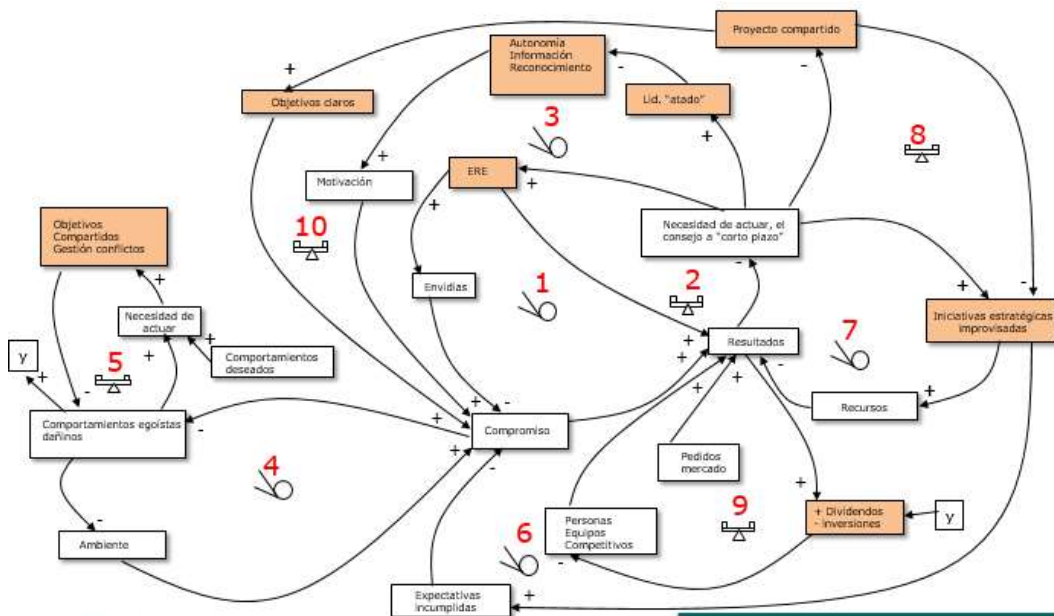 Proyecto compartido
+
-
-
Autonomía
Información
Reconocimiento
-
Objetivos claros
Lid. "atado"
3
8
+
+
Motivación
ERE
+
+
Necesidad de actuar, el
consejo a "corto plazo"
10
Objetivos
Compartidos
Gestión conflictos
-
+
-
Envidias
1
2
+
Iniciativas estratégicas
improvisadas
Necesidad de
actuar
y
+
5
+
+
Comportamientos
deseados
+
+
Resultados
-
7
-
Comportamientos egoístas
dañinos
-
+
+
-
Compromiso
+
+
+
Recursos
+
4
+
-
Pedidos
mercado
-
Ambiente
6
Personas
Equipos
Competitivos
-
9
+
+ Dividendos
- inversiones
y
Expectativas
incumplidas
+